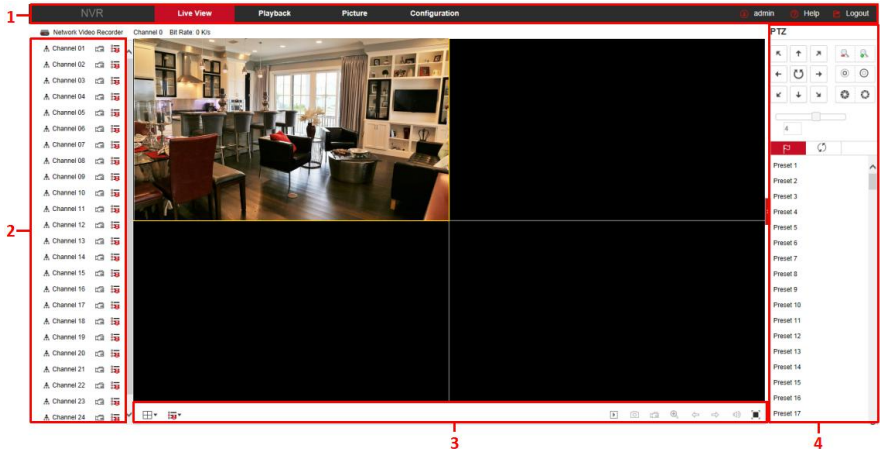 NVR Live View Playback Picture Configuration admin Help Logout
1
Network Video Recorder Channel 0 Bit Rate: 0 K/s
Channel 01
Channel 02
Channel 03
Channel 04
Channel 05
Channel 06
Channel 07
Channel 08
Channel 09
Channel 10
Channel 11
Channel 12
Channel 13
Channel 14
Channel 15
Channel 16
Channel 17
Channel 18
Channel 19
Channel 20
Channel 21
Channel 22
Channel 23
Channel 24
2
3
PTZ
4
Preset 1
Preset 2
Preset 3
Preset 4
Preset 5
Preset 6
Preset 7
Preset 8
Preset 9
Preset 10
Preset 11
Preset 12
Preset 13
Preset 14
Preset 15
Preset 16
Preset 17
4